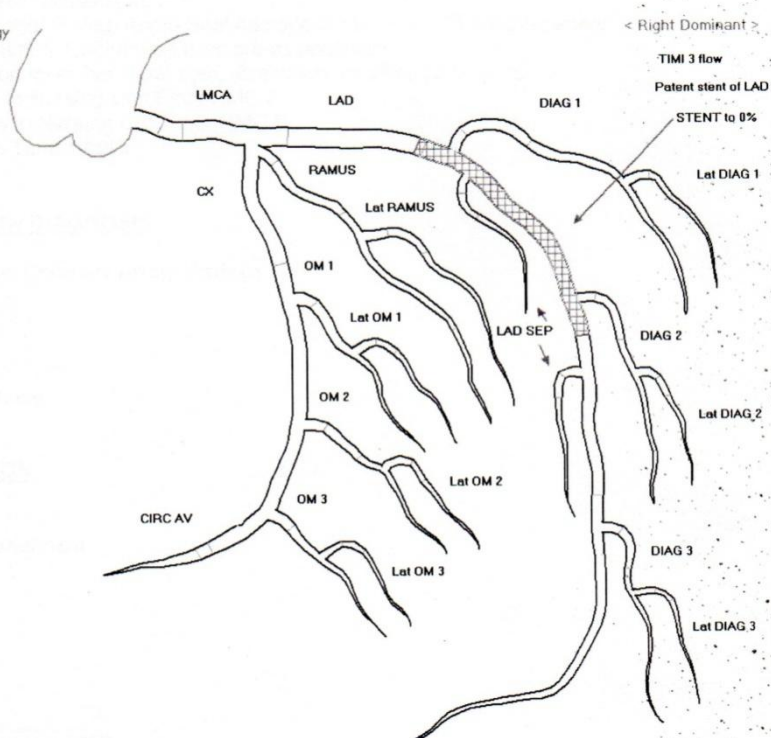 gy
< Right Dominant >
TIMI 3 flow
Patent stent of LAD
STENT to 0%
LMCA
LAD
DIAG 1
Lat DIAG 1
RAMUS
CX
Lat RAMUS
OM 1
Lat OM 1
LAD SEP
DIAG 2
OM 2
Lat DIAG 2
Lat OM 2
OM 3
CIRC AV
DIAG 3
Lat OM 3
Lat DIAG 3